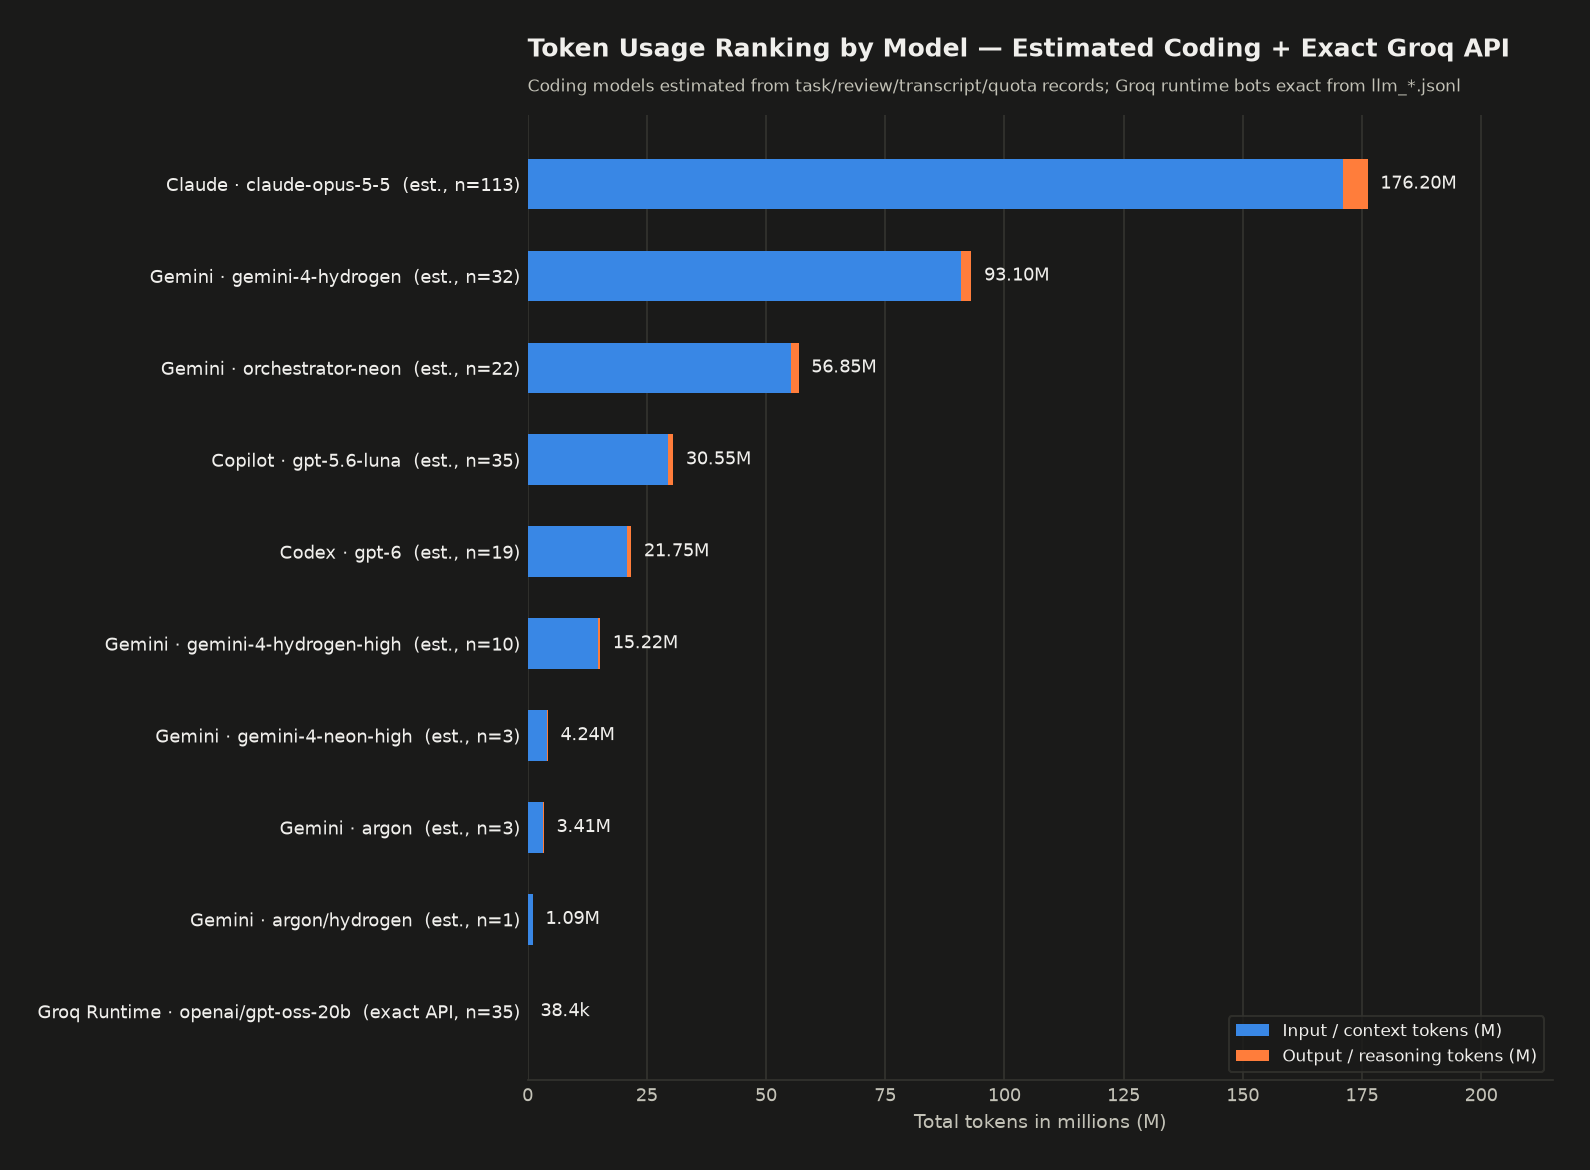 Token Usage Ranking by Model — Estimated Coding + Exact Groq API
Coding models estimated from task/review/transcript/quota records; Groq runtime bots exact from llm_*.jsonl
Claude · claude-opus-5-5 (est., n=113)
176.20M
Gemini · gemini-4-hydrogen (est., n=32)
93.10M
Gemini · orchestrator-neon (est., n=22)
56.85M
Copilot · gpt-5.6-luna (est., n=35)
30.55M
Codex · gpt-6 (est., n=19)
21.75M
Gemini · gemini-4-hydrogen-high (est., n=10)
15.22M
Gemini · gemini-4-neon-high (est., n=3)
4.24M
Gemini · argon (est., n=3)
3.41M
Gemini · argon/hydrogen (est., n=1)
1.09M
Groq Runtime · openai/gpt-oss-20b (exact API, n=35)
38.4k
Input / context tokens (M)
Output / reasoning tokens (M)
0 25 50 75 100 125 150 175 200
Total tokens in millions (M)